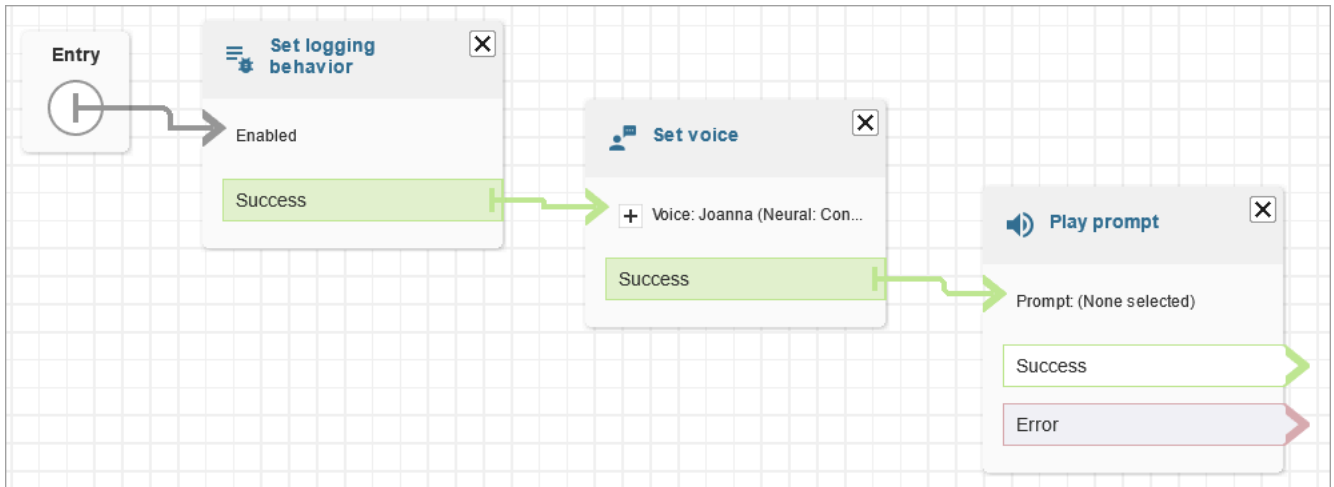 Entry
Set logging
behavior
Enabled
Success
Set voice
Voice: Joanna (Neural: Con...
Success
Play prompt
Prompt: (None selected)
Success
Error